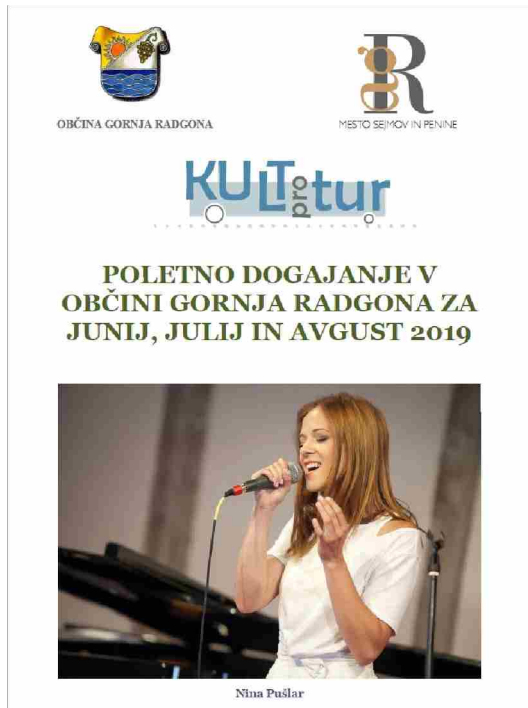 OBČINA GORNJA RADGONA
gR
MESTO SEJMOV IN PENINE
KULTprotur
POLETNO DOGAJANJE V
OBČINI GORNJA RADGONA ZA
JUNIJ, JULIJ IN AVGUST 2019
Nina Pušlar